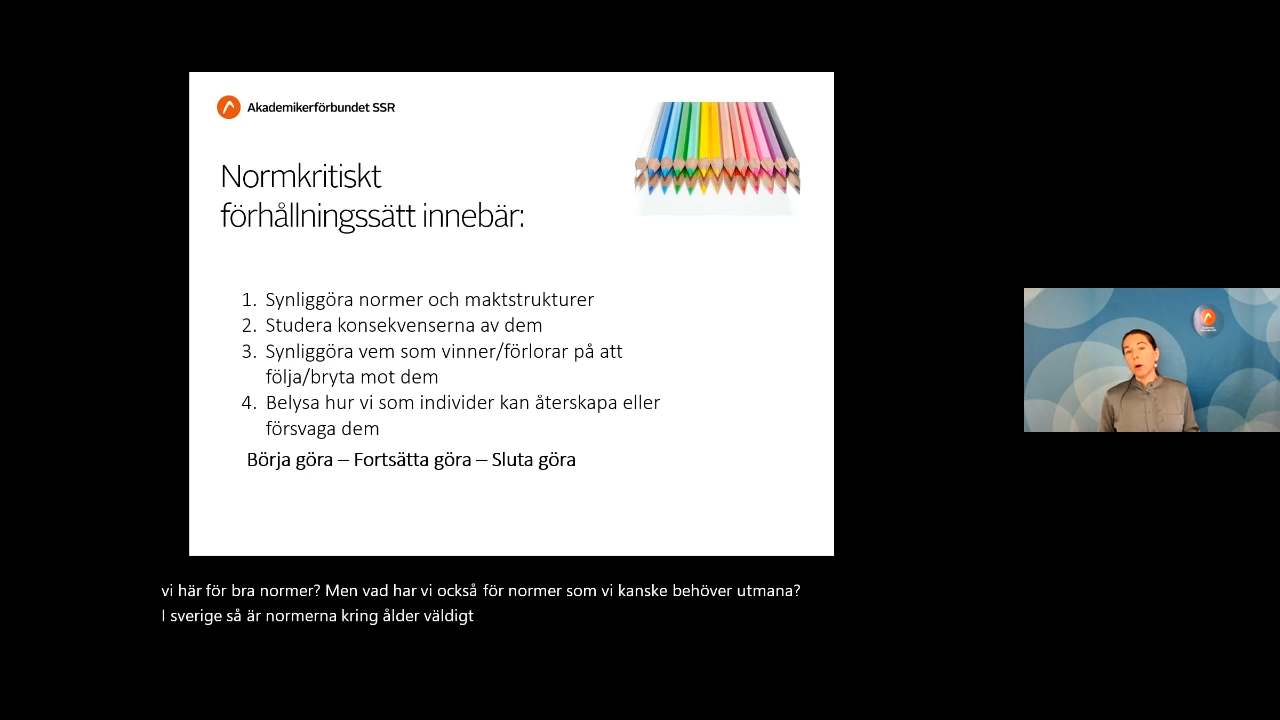 Akademikerförbundet SSR
Normkritiskt
förhållningssätt innebär:
1. Synliggöra normer och maktstrukturer
2. Studera konsekvenserna av dem
3. Synliggöra vem som vinner/förlorar på att
följa/bryta mot dem
4. Belysa hur vi som individer kan återskapa eller
försvaga dem
Börja göra – Fortsätta göra – Sluta göra
vi här för bra normer? Men vad har vi också för normer som vi kanske behöver utmana?
I sverige så är normerna kring ålder väldigt